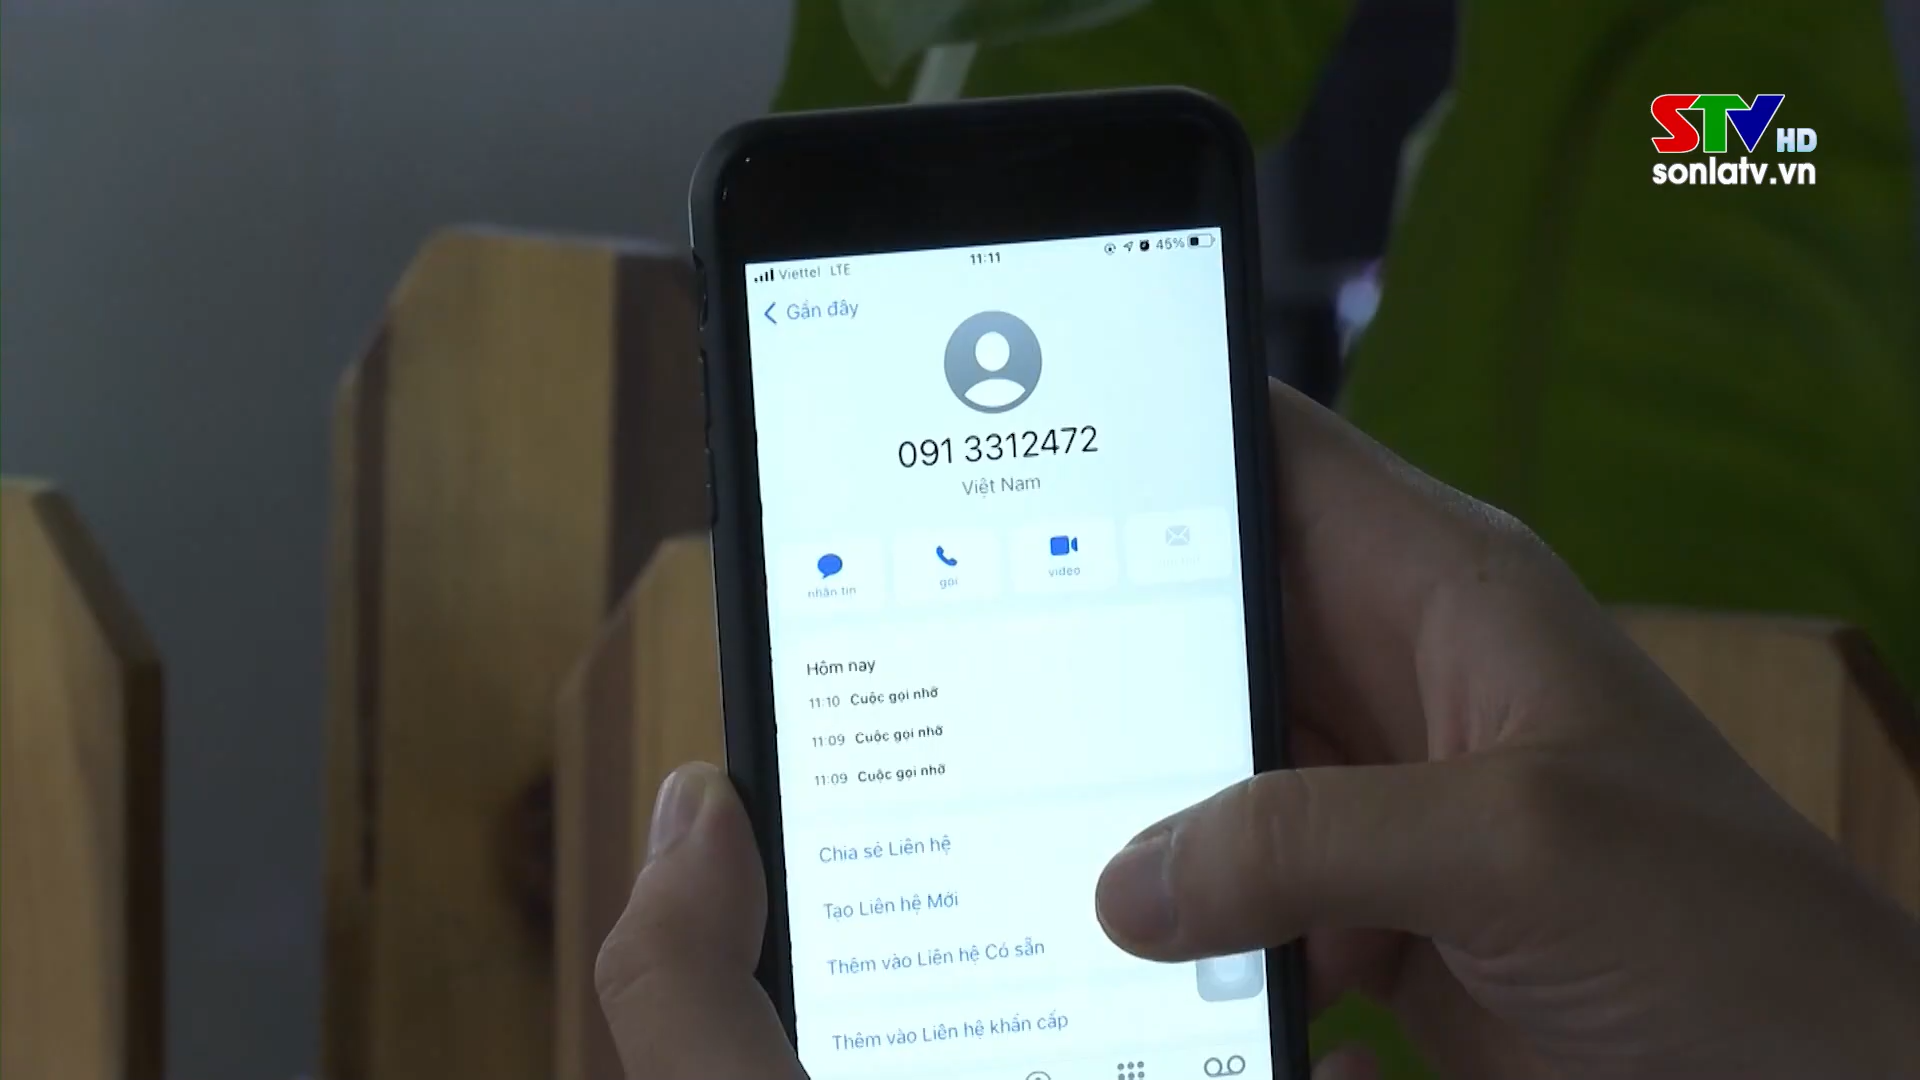 STV HD
sonlatv.vn
Viettel LTE
11:11
45%
Gần đây
091 3312472
Việt Nam
nhắn tin
gọi
video
Hôm nay
11:10 Cuộc gọi nhỡ
11:09 Cuộc gọi nhỡ
11:09 Cuộc gọi nhỡ
Chia sẻ Liên hệ
Tạo Liên hệ Mới
Thêm vào Liên hệ Có sẵn
Thêm vào Liên hệ khẩn cấp